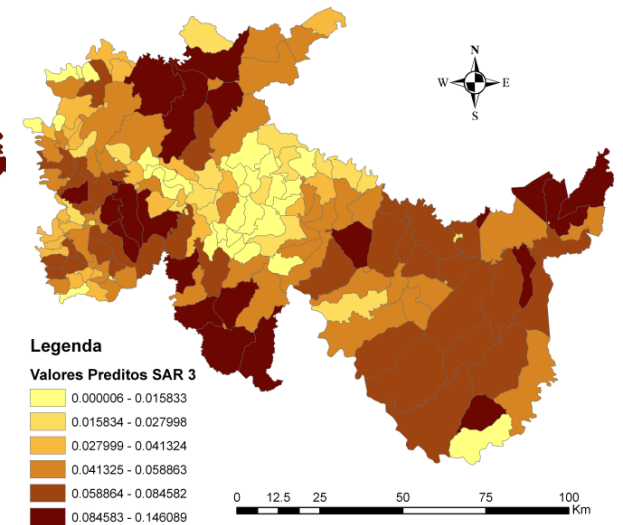 N
W E
S
Legenda
Valores Preditos SAR 3
0.000006 - 0.015833
0.015834 - 0.027998
0.027999 - 0.041324
0.041325 - 0.058863
0.058864 - 0.084582
0.084583 - 0.146089
0 12.5 25 50 75 100
Km